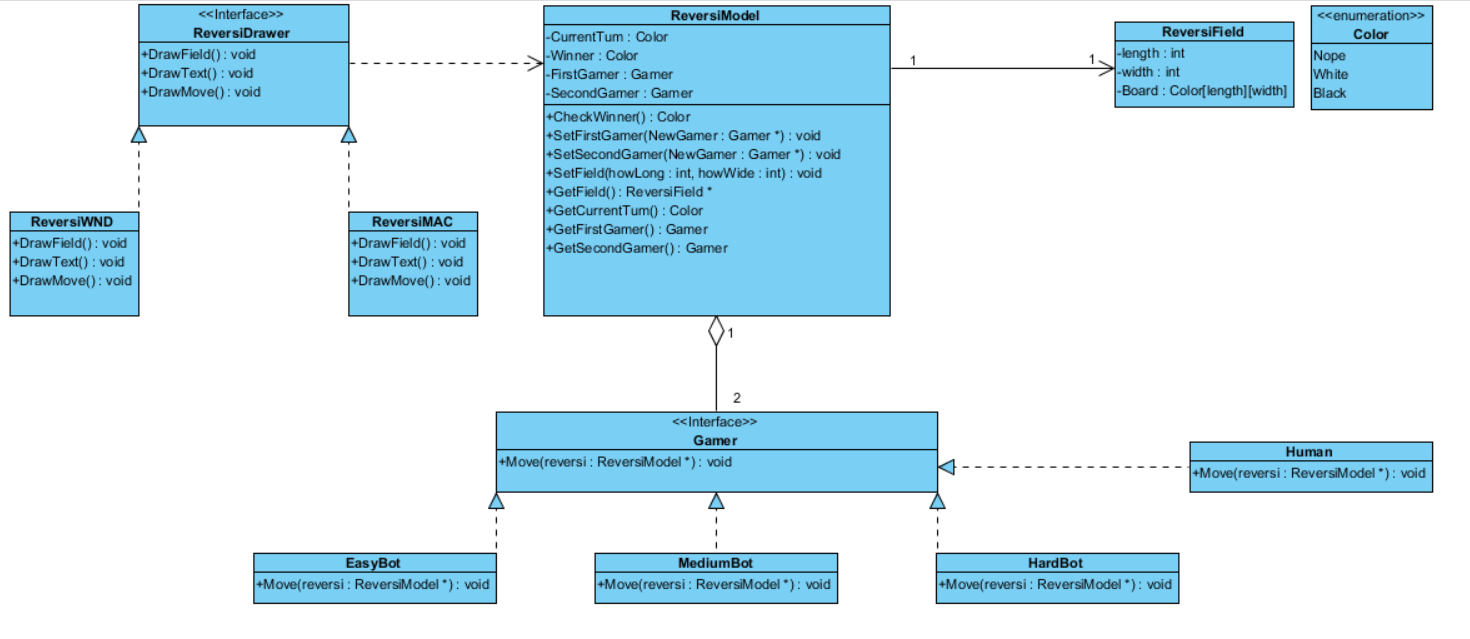 <<Interface>>
ReversiDrawer
+DrawField() : void
+DrawText() : void
+DrawMove() : void
ReversiWND
+DrawField() : void
+DrawText() : void
+DrawMove() : void
ReversiMAC
+DrawField() : void
+DrawText() : void
+DrawMove() : void
ReversiModel
-CurrentTurn : Color
-Winner : Color
-FirstGamer : Gamer
-SecondGamer : Gamer
+CheckWinner() : Color
+SetFirstGamer(NewGamer : Gamer *) : void
+SetSecondGamer(NewGamer : Gamer *) : void
+SetField(howLong : int, howWide : int) : void
+GetField() : ReversiField *
+GetCurrentTurn() : Color
+GetFirstGamer() : Gamer
+GetSecondGamer() : Gamer
1
1
ReversiField
-length : int
-width : int
-Board : Color[length][width]
<<enumeration>>
Color
Nope
White
Black
1
2
<<Interface>>
Gamer
+Move(reversi : ReversiModel *) : void
Human
+Move(reversi : ReversiModel *) : void
EasyBot
+Move(reversi : ReversiModel *) : void
MediumBot
+Move(reversi : ReversiModel *) : void
HardBot
+Move(reversi : ReversiModel *) : void